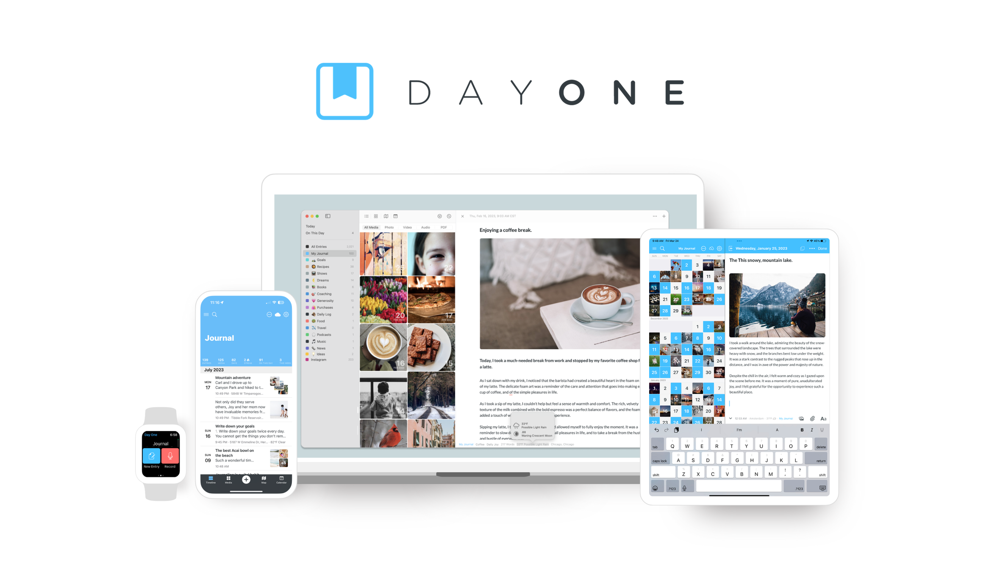 DAYONE
Thu, Feb 16, 2023, 9:03 AM CST
Today
On This Day 4
All Entries 2,021
My Journal 100
Goals 9
Recipes 38
Shows 17
Dreams 14
Books 6
Coaching 11
Generosity 10
Purchases 4
Daily Log 2
Food 1
Travel 0
Podcasts 1
Music 1
News 1
Ideas 2
Instagram 203
All Media Photo Video Audio PDF
22
20
FEB 2023
17
FEB 2023
16
FEB 2023
15
14
Enjoying a coffee break.
Today, I took a much-needed break from work and stopped by my favorite coffee shop f
a latte.
As I sat down with my drink, I noticed that the barista had created a beautiful heart in the foam on
of my latte. The delicate foam art was a reminder of the care and attention that goes into making e
cup of coffee, and of the simple pleasures in life.
As I took a sip of my latte, I couldn't help but feel a sense of warmth and comfort. The rich, velvety
texture of the milk combined with the bold espresso was a perfect balance of flavors, and the foam
added a touch of w xperience.
Sipping my latte, I t d allowed myself to fully enjoy the moment. It was a
reminder to slow d all pleasures in life, and to take a break from the hust
and bustle of everyd
33°F
Possible Light Rain
.88
Waning Crescent Moon
My Journal Coffee Daily Joy 217 Words 33°F Possible Light Rain Chicago, Chicago
9:48 AM Fri Mar 24
45%
My Journal
Wednesday, January 25, 2023
Done
SUN MON TUE WED THU FRI SAT
1 2 3 4 5
6 7 8 9 10 11 12
13 14 15 16 17 18 19
20 21 22 23 24 25 26
27 28 29 30
December 2022
1 2 3
4 5 6 7 8 9 10
11 12 13 14 15 16 17
18 19 20 21 22 23 24
25 26 27 28 29 30 31
January 2023
1 2 3 4 5 6 7
8 9 10 11 12 13 14
15 16 17 18 19 20 21
22 23 24 25 26 27 28
The This snowy, mountain lake.
I took a walk around the lake, admiring the beauty of the snow-
covered landscape. The trees that surrounded the lake were
heavy with snow, and the branches bent low under the weight.
It was a stark contrast to the rugged peaks that rose up in the
distance, and I was in awe of the power and majesty of nature.
Despite the chill in the air, I felt warm and cozy as I gazed upon
the scene before me. It was a moment of pure, unadulterated
joy, and I felt grateful for the opportunity to experience such a
beautiful place.
12:53 AM · Amsterdam · 31°F My Journal
Aa
I I'm A B I U
tab Q W E R T Y U I O P delete
caps lock A S D F G H J K L return
shift Z X C V B N M ! , ? . shift
.?123 .?123
11:16
Journal
139 125 82 2 91 3
ENTRIES MEDIA DAYS STREAK ON THIS DAY THIS WEEK
July 2023
MON
17
Mountain adventure
Carl and I drove up to
Canyon Park and hiked to t...
10:49 PM · 5848 W Timpanogos...
Not only did they serve
others, Joy and her mom now
have invaluable memories fr...
10:49 PM · Tibble Fork Reservoir...
SUN
16
Write down your goals
1. Write down your goals twice every day.
You cannot get the things you don't rem...
9:45 PM · 5187 W Emmeline Dr, Her... · 82°F Clear
SUN
09
The best Acai bowl on
the beach
Such a wonderful tim...
10:48 AM
+5
Timeline Media Map Calendar
Day One 6:58
Journal
New Entry Record